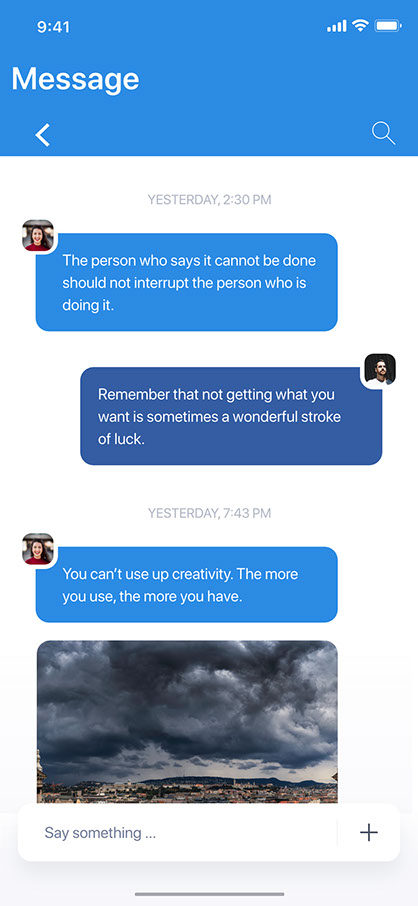 9:41
Message
YESTERDAY, 2:30 PM
The person who says it cannot be done
should not interrupt the person who is
doing it.
Remember that not getting what you
want is sometimes a wonderful stroke
of luck.
YESTERDAY, 7:43 PM
You can’t use up creativity. The more
you use, the more you have.
Say something ...